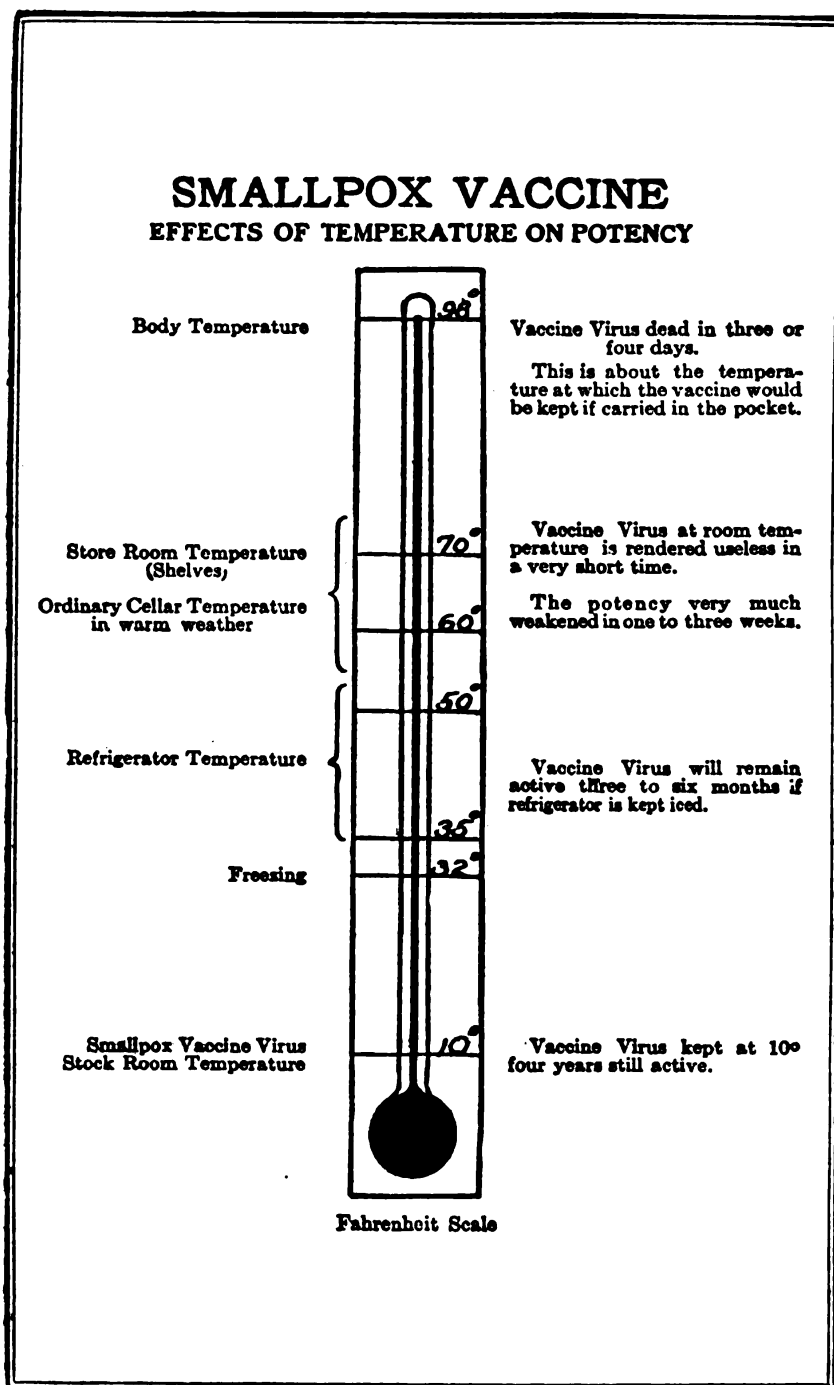 SMALLPOX VACCINE
EFFECTS OF TEMPERATURE ON POTENCY
98°
Body Temperature
Vaccine Virus dead in three or
four days.
This is about the tempera-
ture at which the vaccine would
be kept if carried in the pocket.
70°
Store Room Temperature
(Shelves)
Vaccine Virus at room tem-
perature is rendered useless in
a very short time.
Ordinary Cellar Temperature
in warm weather
60°
The potency very much
weakened in one to three weeks.
50°
Refrigerator Temperature
Vaccine Virus will remain
active three to six months if
refrigerator is kept iced.
35°
32°
Freezing
10°
Smallpox Vaccine Virus
Stock Room Temperature
Vaccine Virus kept at 10°
four years still active.
Fahrenheit Scale